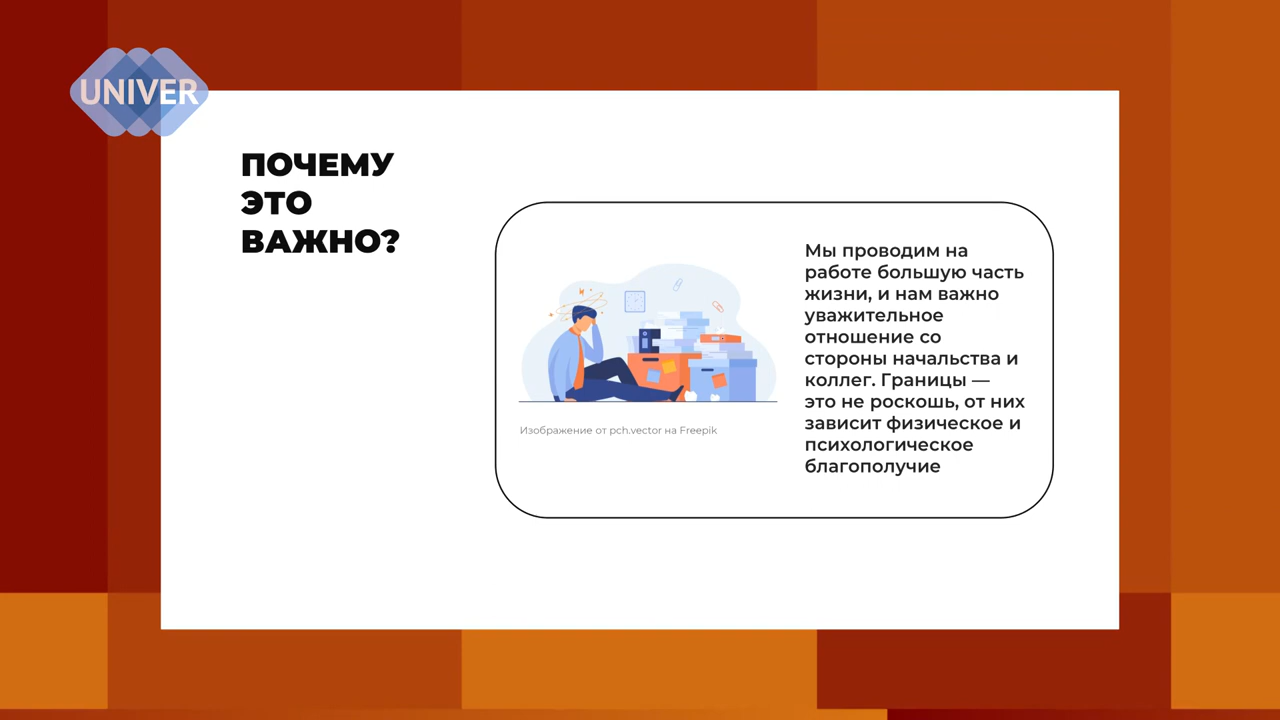 UNIVER
ПОЧЕМУ
ЭТО
ВАЖНО?
Мы проводим на
работе большую часть
жизни, и нам важно
уважительное
отношение со
стороны начальства и
коллег. Границы —
это не роскошь, от них
зависит физическое и
психологическое
благополучие
Изображение от pch.vector на Freepik